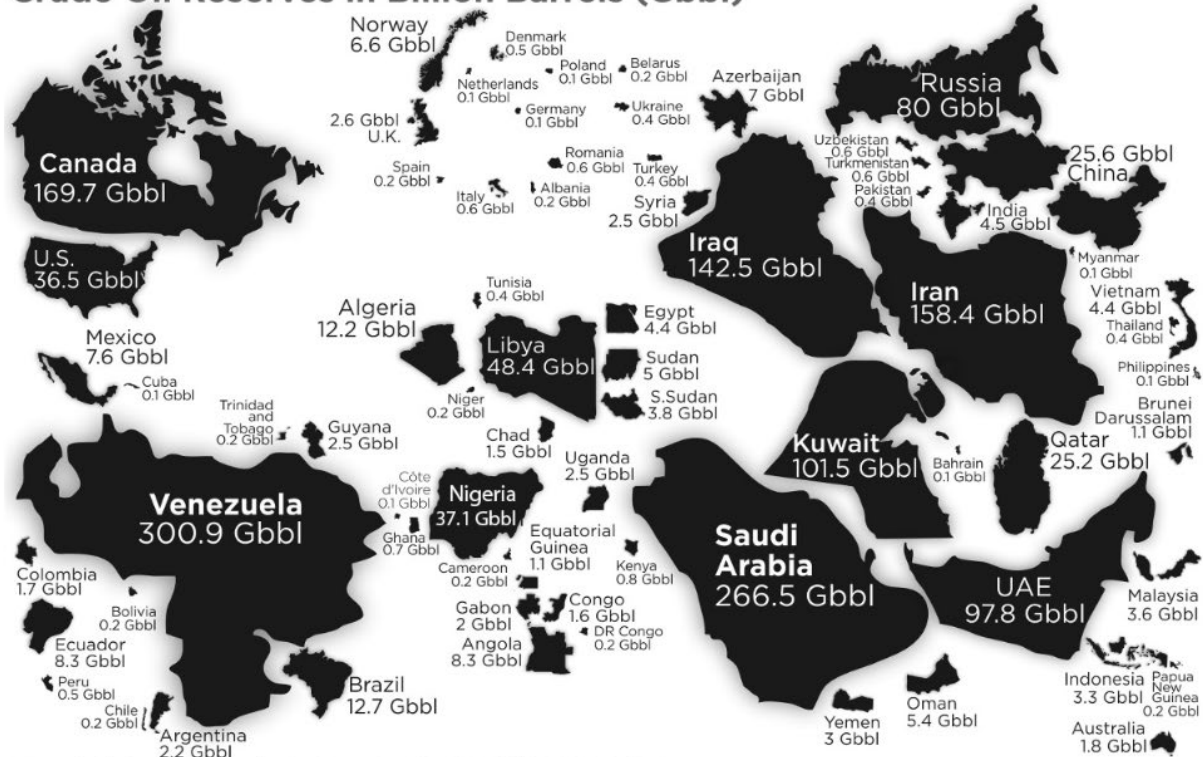 Crude Oil Reserves in Billion Barrels (Gbbl)
Norway
6.6 Gbbl
Denmark
0.5 Gbbl
Netherlands
0.1 Gbbl
Poland
0.1 Gbbl
Belarus
0.2 Gbbl
Germany
0.1 Gbbl
Ukraine
0.4 Gbbl
2.6 Gbbl
U.K.
Spain
0.2 Gbbl
Italy
0.6 Gbbl
Romania
0.6 Gbbl
Albania
0.2 Gbbl
Turkey
0.4 Gbbl
Azerbaijan
7 Gbbl
Syria
2.5 Gbbl
Russia
80 Gbbl
Uzbekistan
0.6 Gbbl
Turkmenistan
0.6 Gbbl
Pakistan
0.4 Gbbl
25.6 Gbbl
China
India
4.5 Gbbl
Canada
169.7 Gbbl
U.S.
36.5 Gbbl
Mexico
7.6 Gbbl
Cuba
0.1 Gbbl
Trinidad
and
Tobago
0.2 Gbbl
Guyana
2.5 Gbbl
Algeria
12.2 Gbbl
Tunisia
0.4 Gbbl
Libya
48.4 Gbbl
Egypt
4.4 Gbbl
Sudan
5 Gbbl
S.Sudan
3.8 Gbbl
Niger
0.2 Gbbl
Chad
1.5 Gbbl
Uganda
2.5 Gbbl
Iraq
142.5 Gbbl
Iran
158.4 Gbbl
Myanmar
0.1 Gbbl
Vietnam
4.4 Gbbl
Thailand
0.4 Gbbl
Philippines
0.1 Gbbl
Brunei
Darussalam
1.1 Gbbl
Kuwait
101.5 Gbbl
Bahrain
0.1 Gbbl
Qatar
25.2 Gbbl
Venezuela
300.9 Gbbl
Côte
d'Ivoire
0.1 Gbbl
Ghana
0.7 Gbbl
Nigeria
37.1 Gbbl
Cameroon
0.2 Gbbl
Equatorial
Guinea
1.1 Gbbl
Kenya
0.8 Gbbl
Gabon
2 Gbbl
Congo
1.6 Gbbl
DR Congo
0.2 Gbbl
Angola
8.3 Gbbl
Saudi
Arabia
266.5 Gbbl
UAE
97.8 Gbbl
Malaysia
3.6 Gbbl
Colombia
1.7 Gbbl
Bolivia
0.2 Gbbl
Ecuador
8.3 Gbbl
Peru
0.5 Gbbl
Chile
0.2 Gbbl
Argentina
2.2 Gbbl
Brazil
12.7 Gbbl
Yemen
3 Gbbl
Oman
5.4 Gbbl
Indonesia
3.3 Gbbl
Papua
New
Guinea
0.2 Gbbl
Australia
1.8 Gbbl